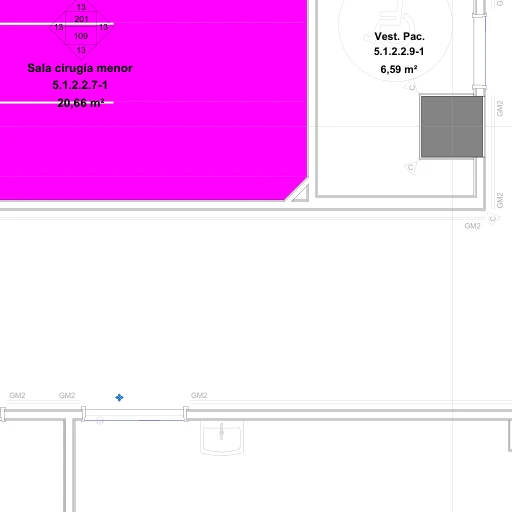 13
201
13 13
109
13
Sala cirugia menor
5.1.2.2.7-1
20,66 m²
Vest. Pac.
5.1.2.2.9-1
6,59 m²
C
C
GM2
GM2
C
GM2
GM2
GM2
GM2